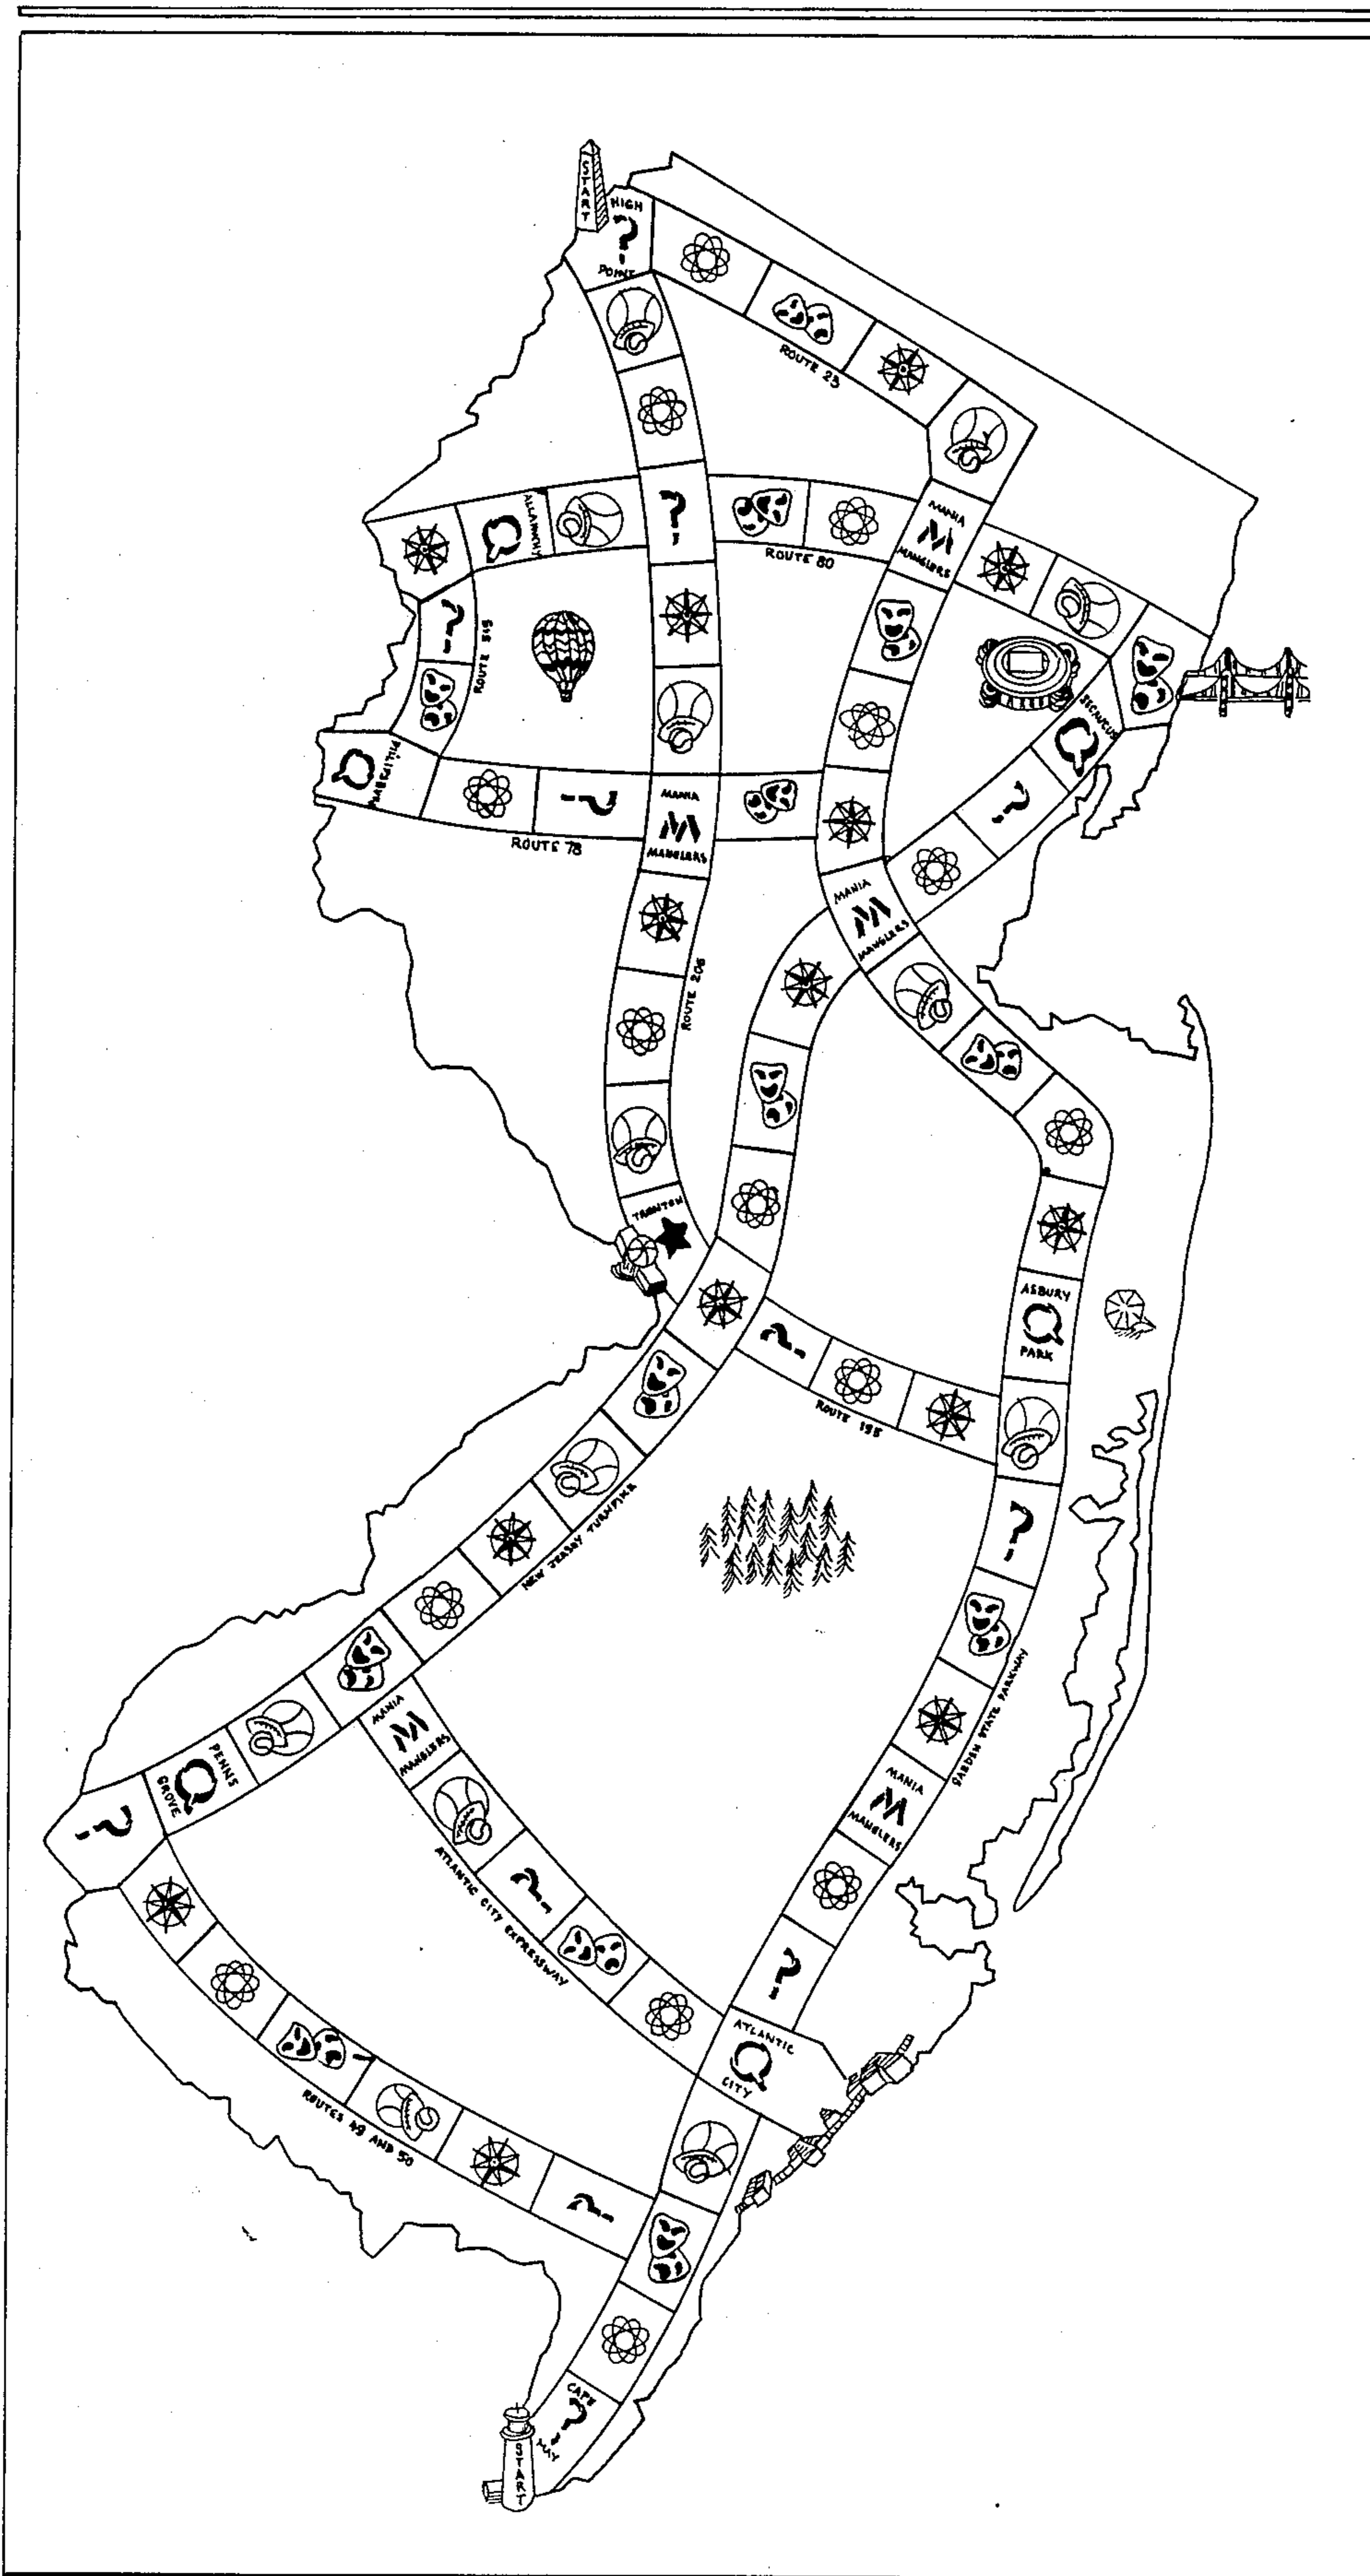 START
HIGH
?
POINT
ROUTE 23
MANIA
M
MANGLERS
ALLAMUCHY
Q
?
ROUTE 80
?
ROUTE 519
SECAUCUS
Q
?
PHILIPSBURG
Q
?
ROUTE 78
MANIA
M
MANGLERS
MANIA
M
MANGLERS
ROUTE 206
TRENTON
?
ROUTE 195
ASBURY
Q
PARK
?
NEW JERSEY TURNPIKE
GARDEN STATE PARKWAY
MANIA
M
MANGLERS
MANIA
M
MANGLERS
PENNS
Q
GROVE
?
?
ATLANTIC CITY EXPRESSWAY
?
ATLANTIC
Q
CITY
ROUTES 49 AND 50
?
CAPE
?
MAY
START